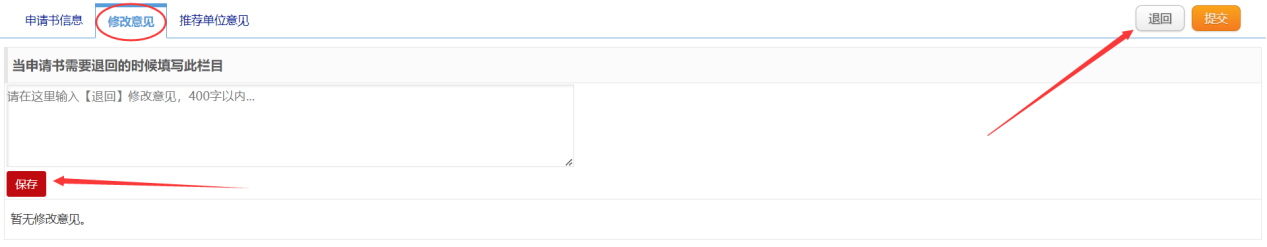 申请书信息 修改意见 推荐单位意见 退回 提交
当申请书需要退回的时候填写此栏目
请在这里输入【退回】修改意见，400字以内...
保存
暂无修改意见。